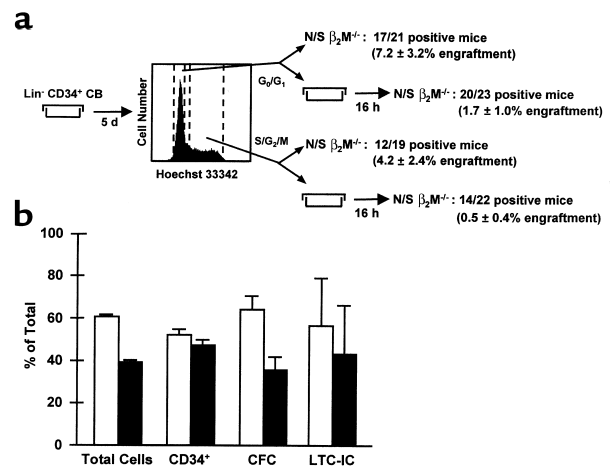 a
N/S β₂M⁻/⁻ : 17/21 positive mice
(7.2 ± 3.2% engraftment)
Lin⁻ CD34⁺ CB
5 d
Cell Number
Hoechst 33342
G₀/G₁
16 h
N/S β₂M⁻/⁻ : 20/23 positive mice
(1.7 ± 1.0% engraftment)
S/G₂/M
N/S β₂M⁻/⁻ : 12/19 positive mice
(4.2 ± 2.4% engraftment)
16 h
N/S β₂M⁻/⁻ : 14/22 positive mice
(0.5 ± 0.4% engraftment)
b
% of Total
100
80
60
40
20
0
Total Cells CD34⁺ CFC LTC-IC